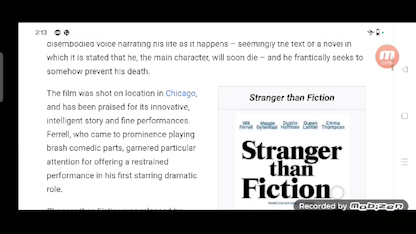 2:13
disembodied voice narrating his life as it happens – seemingly the text of a novel in
which it is stated that he, the main character, will soon die – and he frantically seeks to
somehow prevent his death.
The film was shot on location in Chicago,
and has been praised for its innovative,
intelligent story and fine performances.
Ferrell, who came to prominence playing
brash comedic parts, garnered particular
attention for offering a restrained
performance in his first starring dramatic
role.
Stranger than Fiction
Will Ferrell Maggie Gyllenhaal Dustin Hoffman Queen Latifah Emma Thompson
Stranger
than
Fiction
Recorded by Mobizen